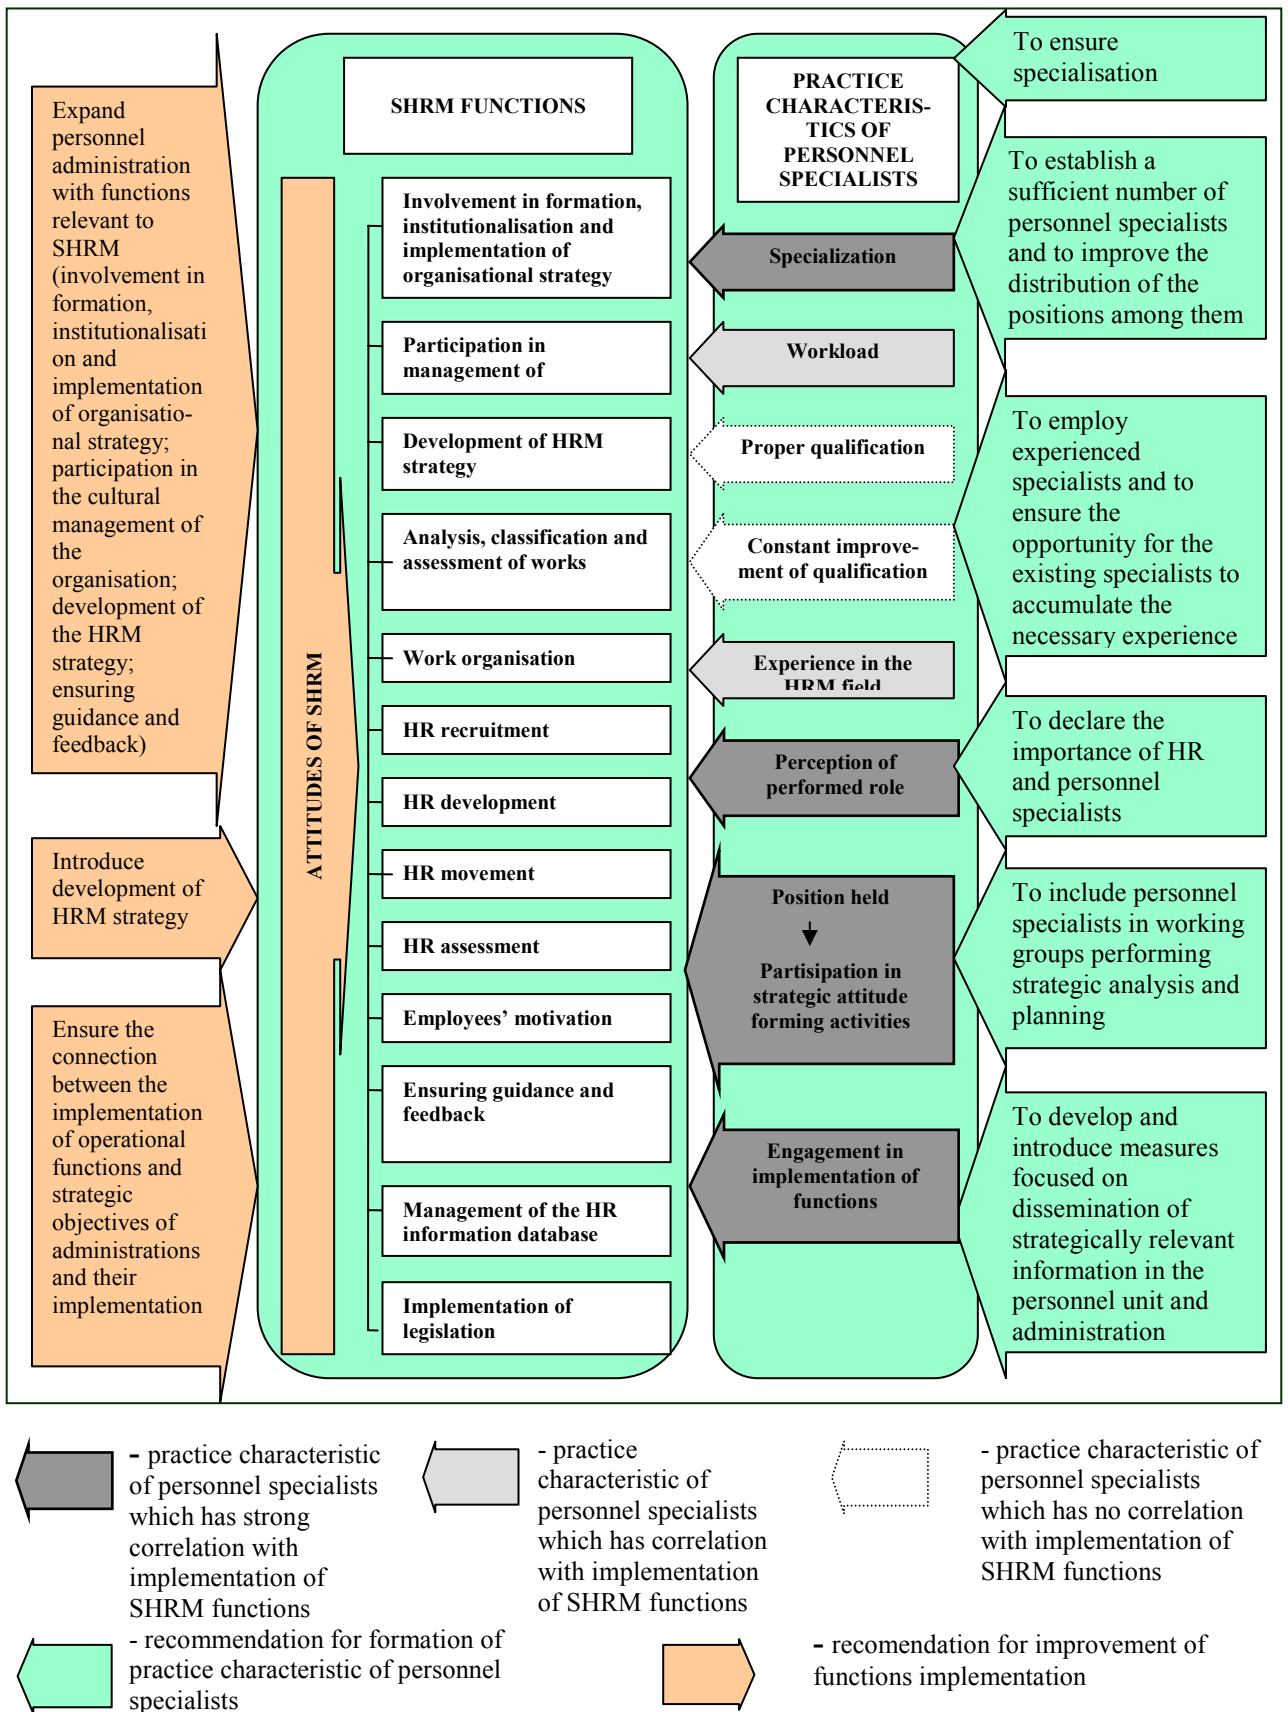 Expand
personnel
administration
with functions
relevant to
SHRM
(involvement in
formation,
institutionalisati
on and
implementation
of organisatio-
nal strategy;
participation in
the cultural
management of
the
organisation;
development of
the HRM
strategy;
ensuring
guidance and
feedback)
Introduce
development of
HRM strategy
Ensure the
connection
between the
implementation
of operational
functions and
strategic
objectives of
administrations
and their
implementation
SHRM FUNCTIONS
ATTITUDES OF SHRM
Involvement in formation,
institutionalisation and
implementation of
organisational strategy
Participation in
management of
Development of HRM
strategy
Analysis, classification and
assessment of works
Work organisation
HR recruitment
HR development
HR movement
HR assessment
Employees’ motivation
Ensuring guidance and
feedback
Management of the HR
information database
Implementation of
legislation
PRACTICE
CHARACTERIS-
TICS OF
PERSONNEL
SPECIALISTS
Specialization
Workload
Proper qualification
Constant improve-
ment of qualification
Experience in the
HRM field
Perception of
performed role
Position held
Partisipation in
strategic attitude
forming activities
Engagement in
implementation of
functions
To ensure
specialisation
To establish a
sufficient number of
personnel specialists
and to improve the
distribution of the
positions among them
To employ
experienced
specialists and to
ensure the
opportunity for the
existing specialists to
accumulate the
necessary experience
To declare the
importance of HR
and personnel
specialists
To include personnel
specialists in working
groups performing
strategic analysis and
planning
To develop and
introduce measures
focused on
dissemination of
strategically relevant
information in the
personnel unit and
administration
- practice characteristic
of personnel specialists
which has strong
correlation with
implementation of
SHRM functions
- practice
characteristic of
personnel specialists
which has correlation
with implementation
of SHRM functions
- practice characteristic of
personnel specialists
which has no correlation
with implementation of
SHRM functions
- recommendation for formation of
practice characteristic of personnel
specialists
- recomendation for improvement of
functions implementation